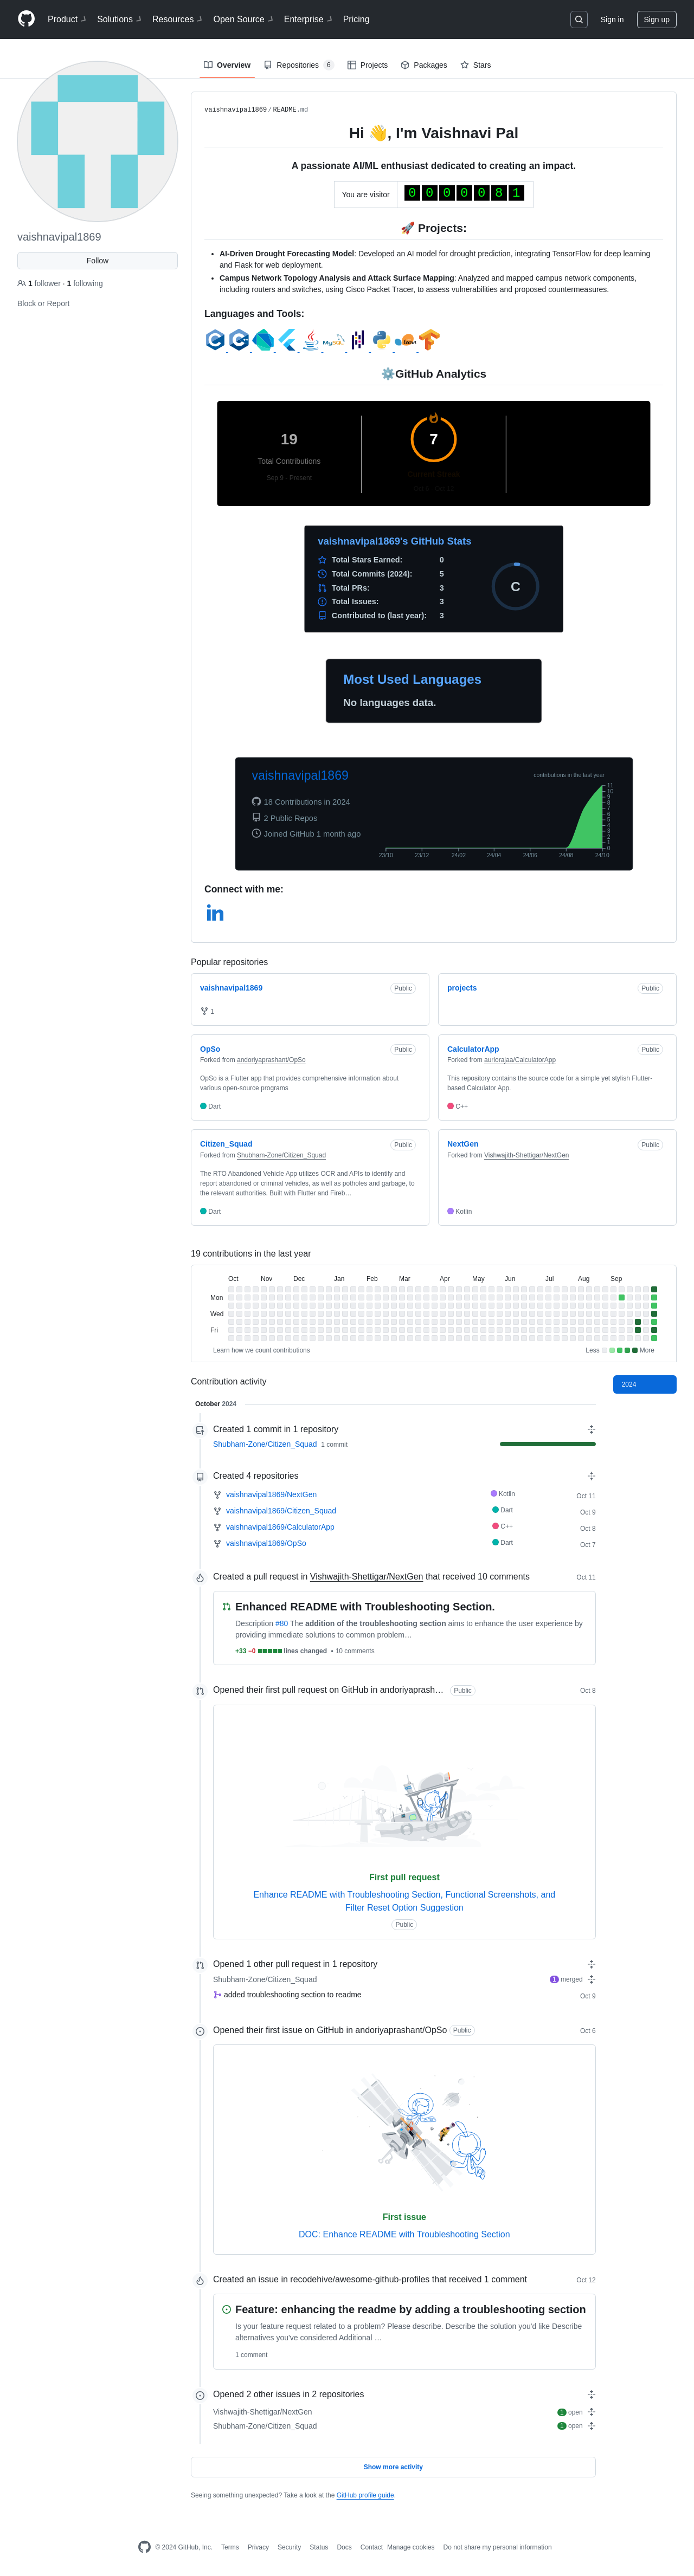 Product Solutions Resources Open Source Enterprise Pricing Sign in Sign up
Overview Repositories 6 Projects Packages Stars
vaishnavipal1869
Follow
1 follower · 1 following
Block or Report
vaishnavipal1869 / README.md
Hi 👋, I'm Vaishnavi Pal
A passionate AI/ML enthusiast dedicated to creating an impact.
You are visitor 0000081
🚀 Projects:
• AI-Driven Drought Forecasting Model: Developed an AI model for drought prediction, integrating TensorFlow for deep learning
and Flask for web deployment.
• Campus Network Topology Analysis and Attack Surface Mapping: Analyzed and mapped campus network components,
including routers and switches, using Cisco Packet Tracer, to assess vulnerabilities and proposed countermeasures.
Languages and Tools:
MySQL
⚙️GitHub Analytics
19
Total Contributions
Sep 8 - Present
7
vaishnavipal1869's GitHub Stats
Total Stars Earned: 0
Total Commits (2024): 5
Total PRs: 3
Total Issues: 3
Contributed to (last year): 3
C
Most Used Languages
No languages data.
vaishnavipal1869
contributions in the last year
18 Contributions in 2024
2 Public Repos
Joined GitHub 1 month ago
11
10
9
8
7
6
5
4
3
2
1
0
23/10 23/12 24/02 24/04 24/06 24/08 24/10
Connect with me:
in
Popular repositories
vaishnavipal1869 Public
1
projects Public
OpSo Public
Forked from andoriyaprashant/OpSo
OpSo is a Flutter app that provides comprehensive information about
various open-source programs
Dart
CalculatorApp Public
Forked from auriorajaa/CalculatorApp
This repository contains the source code for a simple yet stylish Flutter-
based Calculator App.
C++
Citizen_Squad Public
Forked from Shubham-Zone/Citizen_Squad
The RTO Abandoned Vehicle App utilizes OCR and APIs to identify and
report abandoned or criminal vehicles, as well as potholes and garbage, to
the relevant authorities. Built with Flutter and Fireb…
Dart
NextGen Public
Forked from Vishwajith-Shettigar/NextGen
Kotlin
19 contributions in the last year
Oct Nov Dec Jan Feb Mar Apr May Jun Jul Aug Sep
Mon
Wed
Fri
Learn how we count contributions Less More
Contribution activity
2024
October 2024
Created 1 commit in 1 repository
Shubham-Zone/Citizen_Squad 1 commit
Created 4 repositories
vaishnavipal1869/NextGen Kotlin Oct 11
vaishnavipal1869/Citizen_Squad Dart Oct 9
vaishnavipal1869/CalculatorApp C++ Oct 8
vaishnavipal1869/OpSo Dart Oct 7
Created a pull request in Vishwajith-Shettigar/NextGen that received 10 comments Oct 11
Enhanced README with Troubleshooting Section.
Description #80 The addition of the troubleshooting section aims to enhance the user experience by
providing immediate solutions to common problem…
+33 −0 lines changed • 10 comments
Opened their first pull request on GitHub in andoriyaprash… Public Oct 8
First pull request
Enhance README with Troubleshooting Section, Functional Screenshots, and
Filter Reset Option Suggestion
Public
Opened 1 other pull request in 1 repository
Shubham-Zone/Citizen_Squad 1 merged
added troubleshooting section to readme Oct 9
Opened their first issue on GitHub in andoriyaprashant/OpSo Public Oct 6
First issue
DOC: Enhance README with Troubleshooting Section
Created an issue in recodehive/awesome-github-profiles that received 1 comment Oct 12
Feature: enhancing the readme by adding a troubleshooting section
Is your feature request related to a problem? Please describe. Describe the solution you'd like Describe
alternatives you've considered Additional …
1 comment
Opened 2 other issues in 2 repositories
Vishwajith-Shettigar/NextGen 1 open
Shubham-Zone/Citizen_Squad 1 open
Show more activity
Seeing something unexpected? Take a look at the GitHub profile guide.
© 2024 GitHub, Inc. Terms Privacy Security Status Docs Contact Manage cookies Do not share my personal information